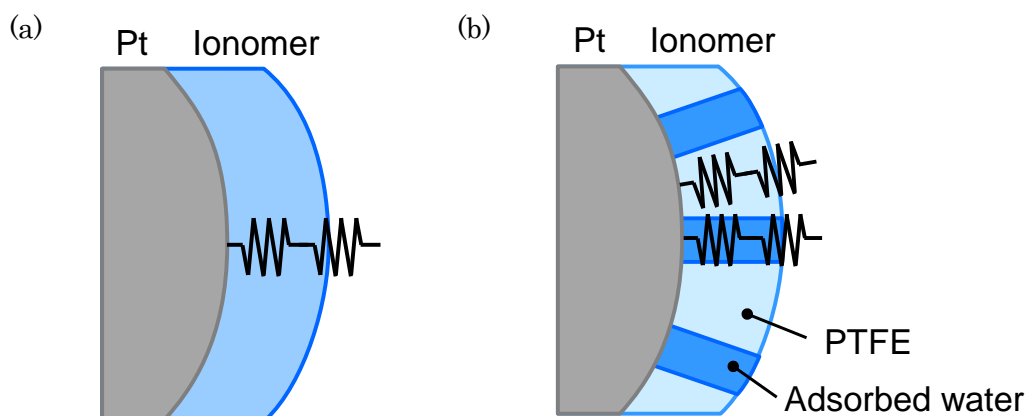 (a)
Pt Ionomer
(b)
Pt Ionomer
PTFE
Adsorbed water